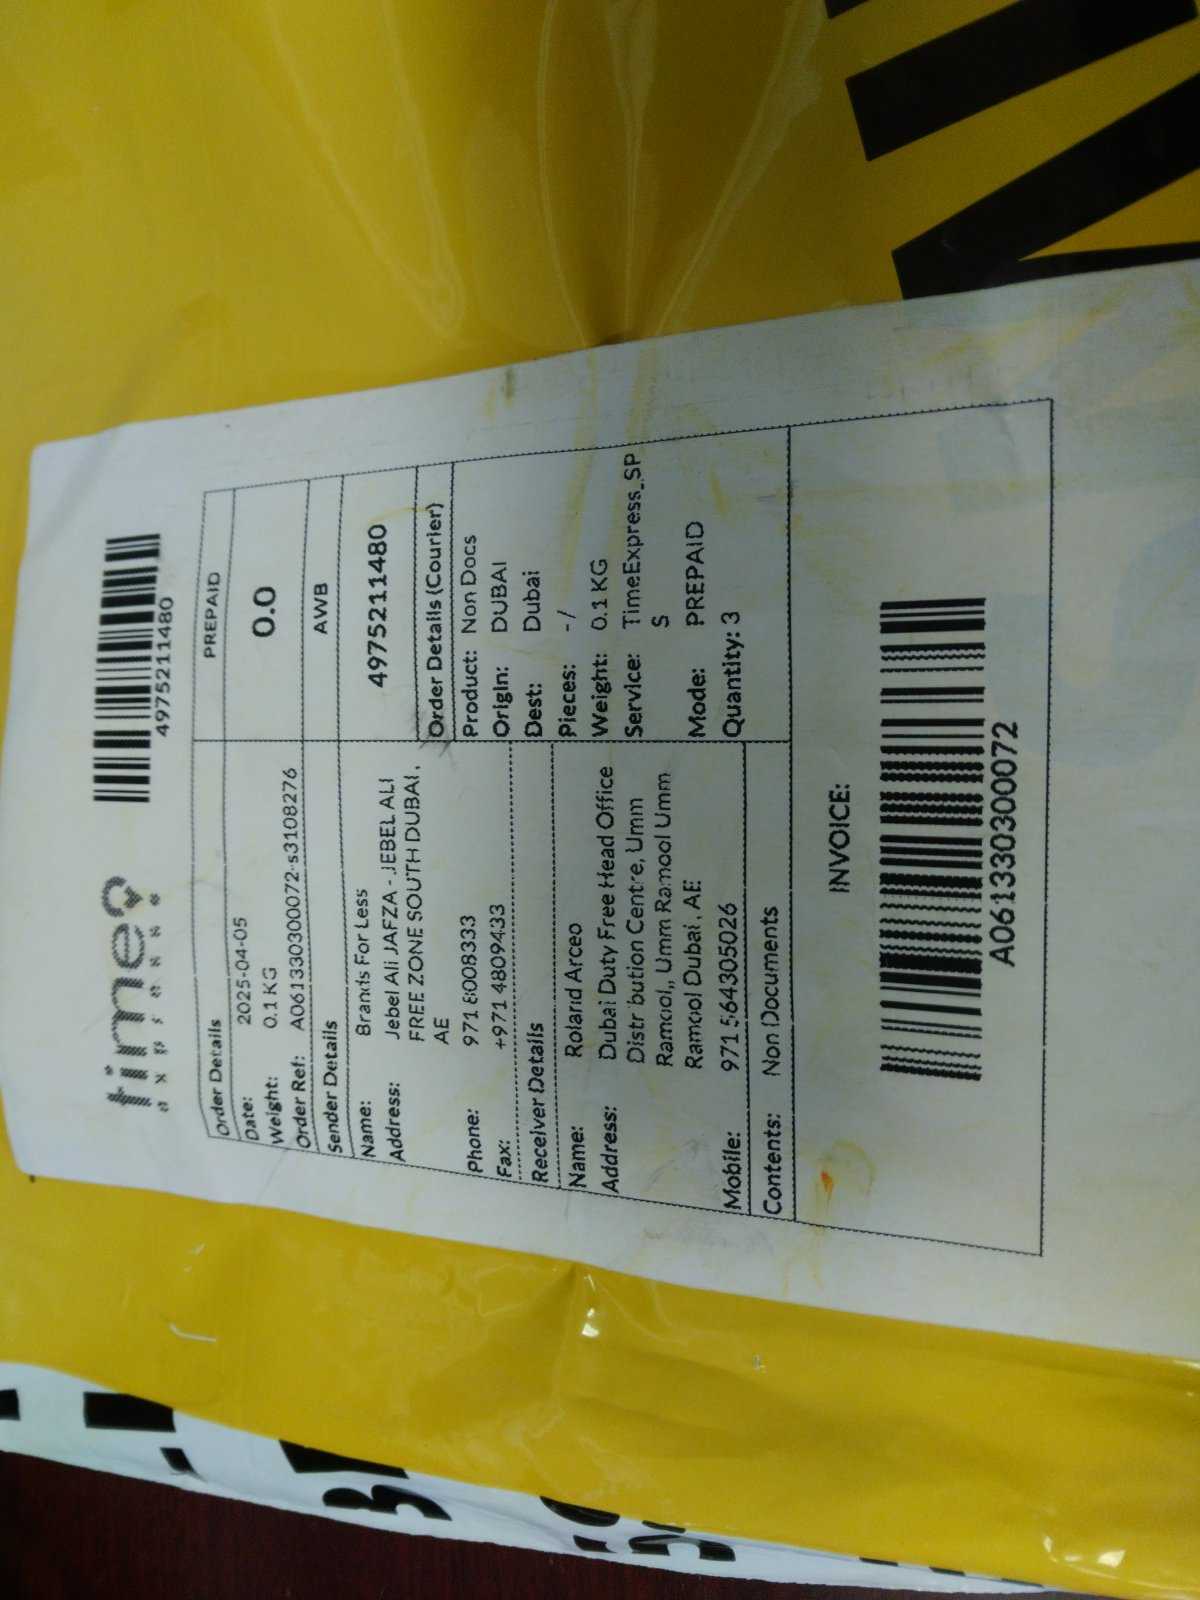 time
express
4975211480
Order Details
PREPAID
Date: 2025-04-05
Weight: 0.1 KG
0.0
Order Ref: A061330300072-s3108276
Sender Details
AWB
Name: Brands For Less
4975211480
Address: Jebel Ali JAFZA - JEBEL ALI
FREE ZONE SOUTH DUBAI ,
AE
Phone: 971 8008333
Fax: +971 4809433
Order Details (Courier)
Product: Non Docs
Origin: DUBAI
Dest: Dubai
Pieces: - /
Weight: 0.1 KG
Service: TimeExpress_SP
S
Mode: PREPAID
Quantity: 3
Receiver Details
Name: Roland Arceo
Address: Dubai Duty Free Head Office
Distribution Centre, Umm
Ramool,, Umm Ramool Umm
Ramool Dubai , AE
Mobile: 971 564305026
Contents: Non Documents
INVOICE:
A061330300072